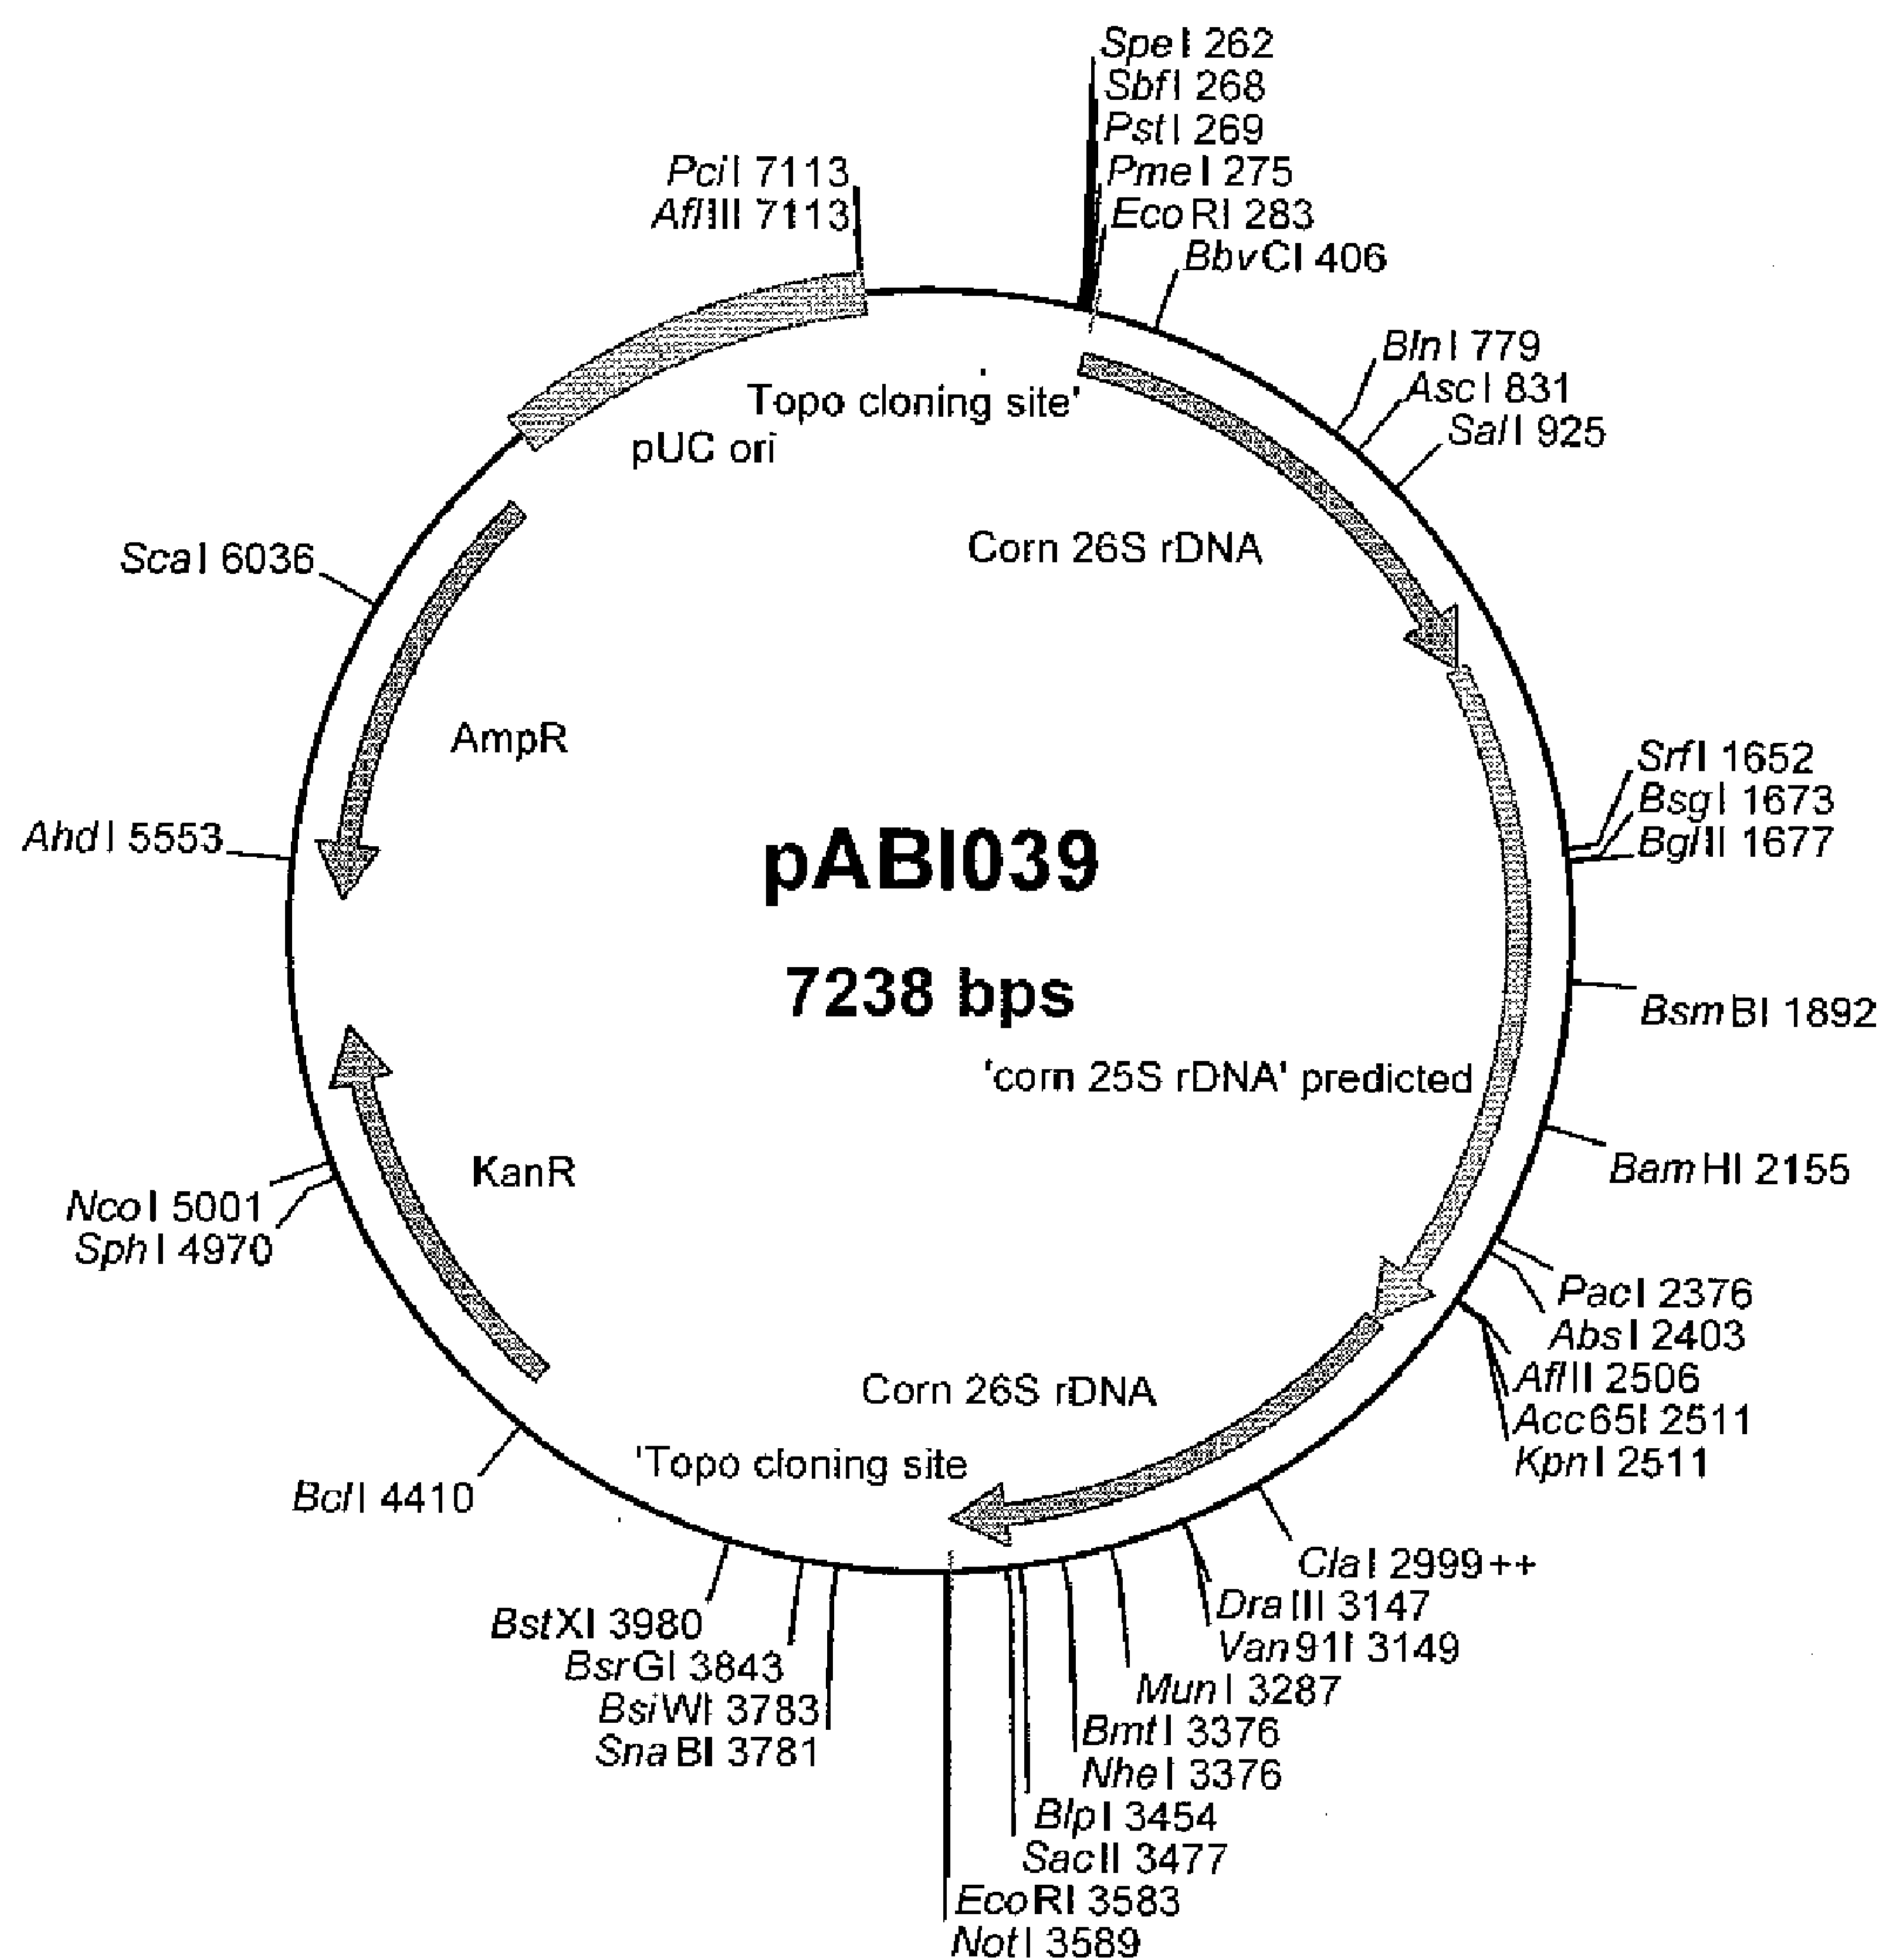 SpeI 262
SbfI 268
PstI 269
PmeI 275
EcoRI 283
BbvCI 406
PciI 7113
AflIII 7113
BlnI 779
AscI 831
SalI 925
Topo cloning site'
pUC ori
ScaI 6036
Corn 26S rDNA
AmpR
SrfI 1652
BsgI 1673
BglII 1677
AhdI 5553
pABI039
7238 bps
BsmBI 1892
'corn 25S rDNA' predicted
KanR
BamHI 2155
NcoI 5001
SphI 4970
PacI 2376
AbsI 2403
AflII 2506
Acc65I 2511
KpnI 2511
Corn 26S rDNA
'Topo cloning site
BclI 4410
ClaI 2999++
DraIII 3147
Van91I 3149
MunI 3287
BmtI 3376
NheI 3376
BlpI 3454
SacII 3477
EcoRI 3583
NotI 3589
BstXI 3980
BsrGI 3843
BsiWI 3783
SnaBI 3781